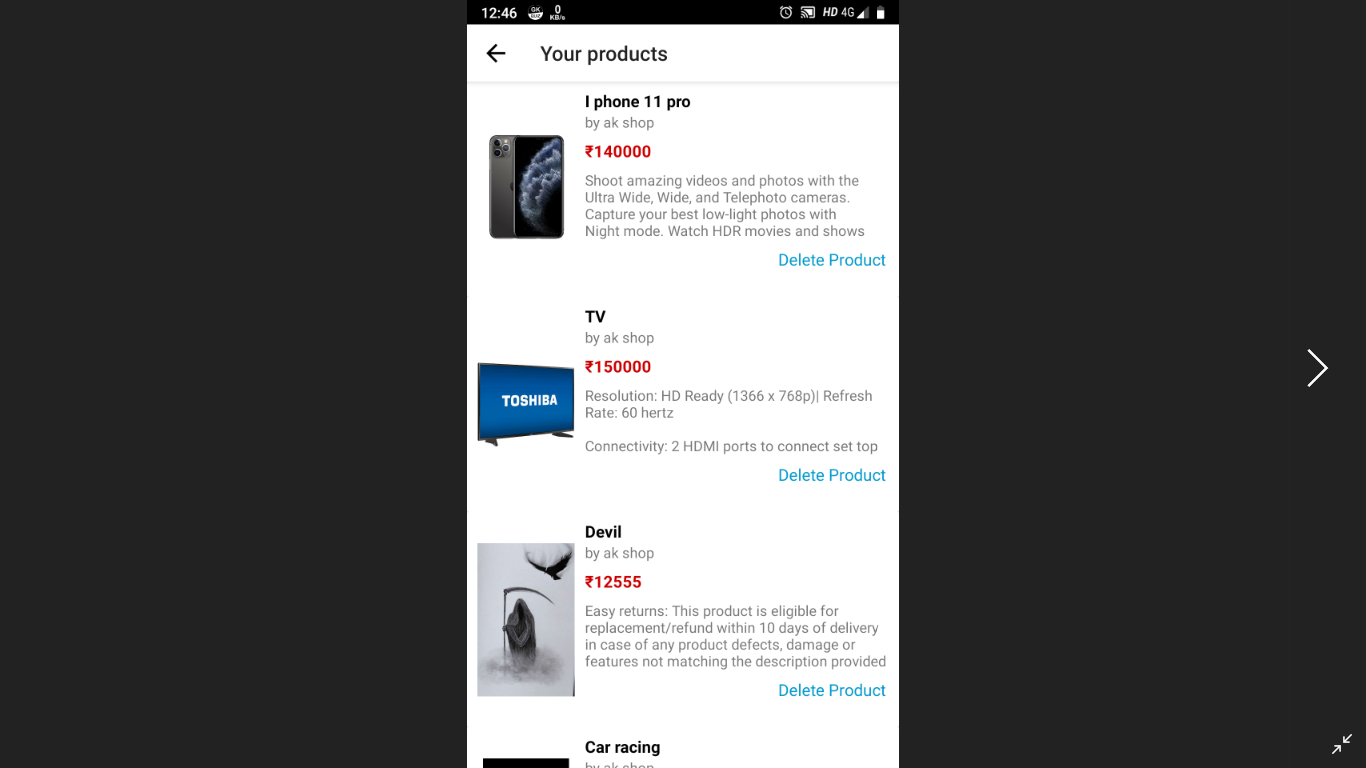 12:46 0 KB/s HD 4G
Your products
I phone 11 pro
by ak shop
₹140000
Shoot amazing videos and photos with the
Ultra Wide, Wide, and Telephoto cameras.
Capture your best low-light photos with
Night mode. Watch HDR movies and shows
Delete Product
TV
by ak shop
₹150000
TOSHIBA
Resolution: HD Ready (1366 x 768p)| Refresh
Rate: 60 hertz
Connectivity: 2 HDMI ports to connect set top
Delete Product
Devil
by ak shop
₹12555
Easy returns: This product is eligible for
replacement/refund within 10 days of delivery
in case of any product defects, damage or
features not matching the description provided
Delete Product
Car racing
by ak shop